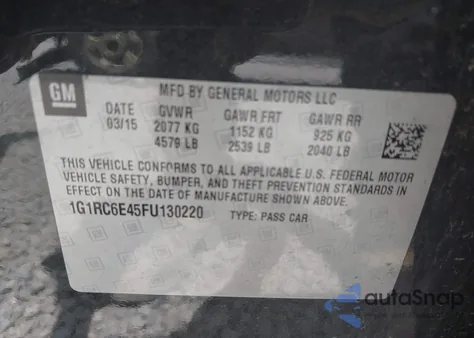 GM
MFD BY GENERAL MOTORS LLC
DATE GVWR GAWR FRT GAWR RR
03/15 2077 KG 1152 KG 925 KG
4579 LB 2539 LB 2040 LB
THIS VEHICLE CONFORMS TO ALL APPLICABLE U.S. FEDERAL MOTOR
VEHICLE SAFETY, BUMPER, AND THEFT PREVENTION STANDARDS IN
EFFECT ON THE DATE OF MANUFACTURE SHOWN ABOVE.
1G1RC6E45FU130220 TYPE: PASS CAR
autoSnap